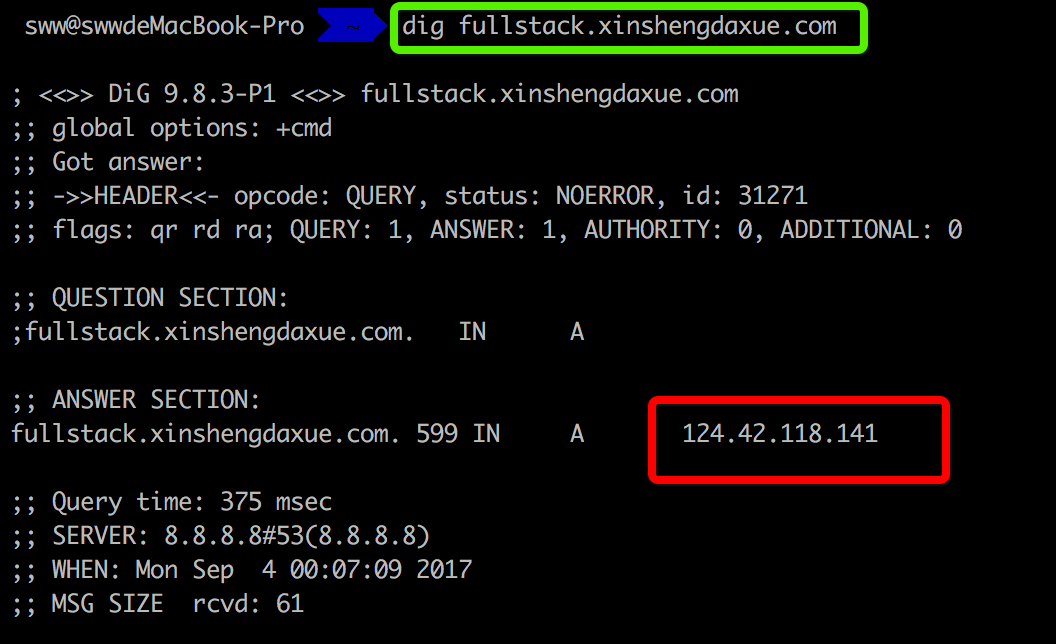 sww@swwdeMacBook-Pro ~ dig fullstack.xinshengdaxue.com
; <<>> DiG 9.8.3-P1 <<>> fullstack.xinshengdaxue.com
;; global options: +cmd
;; Got answer:
;; ->>HEADER<<- opcode: QUERY, status: NOERROR, id: 31271
;; flags: qr rd ra; QUERY: 1, ANSWER: 1, AUTHORITY: 0, ADDITIONAL: 0
;; QUESTION SECTION:
;fullstack.xinshengdaxue.com. IN A
;; ANSWER SECTION:
fullstack.xinshengdaxue.com. 599 IN A 124.42.118.141
;; Query time: 375 msec
;; SERVER: 8.8.8.8#53(8.8.8.8)
;; WHEN: Mon Sep  4 00:07:09 2017
;; MSG SIZE  rcvd: 61